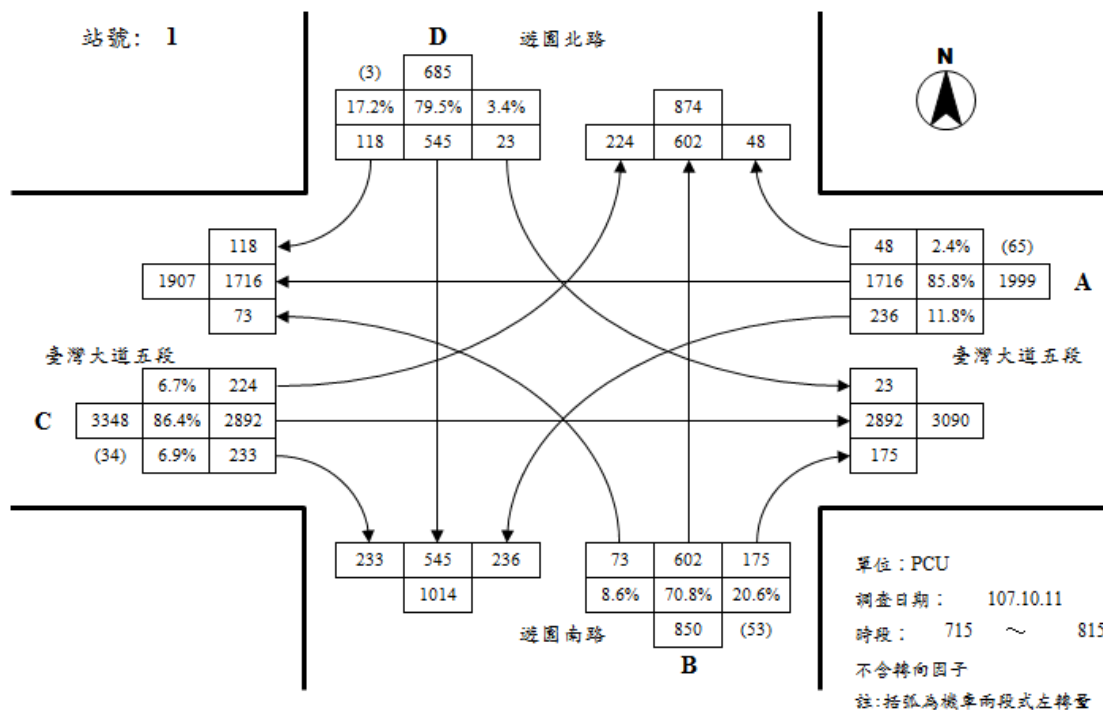 站號: 1
D
遊園北路
N
(3) 685
17.2% 79.5% 3.4%
118 545 23
874
224 602 48
118
1907 1716
73
48 2.4% (65)
1716 85.8% 1999
236 11.8%
A
臺灣大道五段
臺灣大道五段
6.7% 224
C
3348 86.4% 2892
(34) 6.9% 233
23
2892 3090
175
233 545 236
1014
73 602 175
8.6% 70.8% 20.6%
850 (53)
遊園南路
B
單位:PCU
調查日期: 107.10.11
時段: 715 ~ 815
不含轉向因子
註:括弧為機車兩段式左轉量